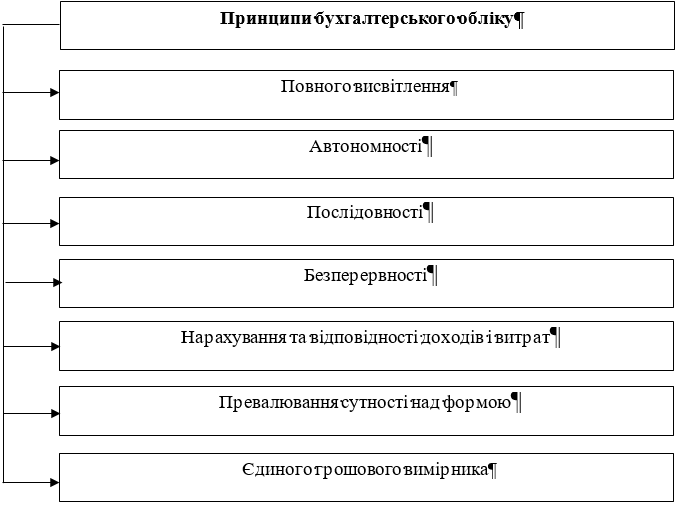 Принципи бухгалтерського обліку¶
Повного висвітлення¶
Автономності¶
Послідовності¶
Безперервності¶
Нарахування та відповідності доходів і витрат¶
Превалювання сутності над формою¶
Єдиного грошового вимірника¶